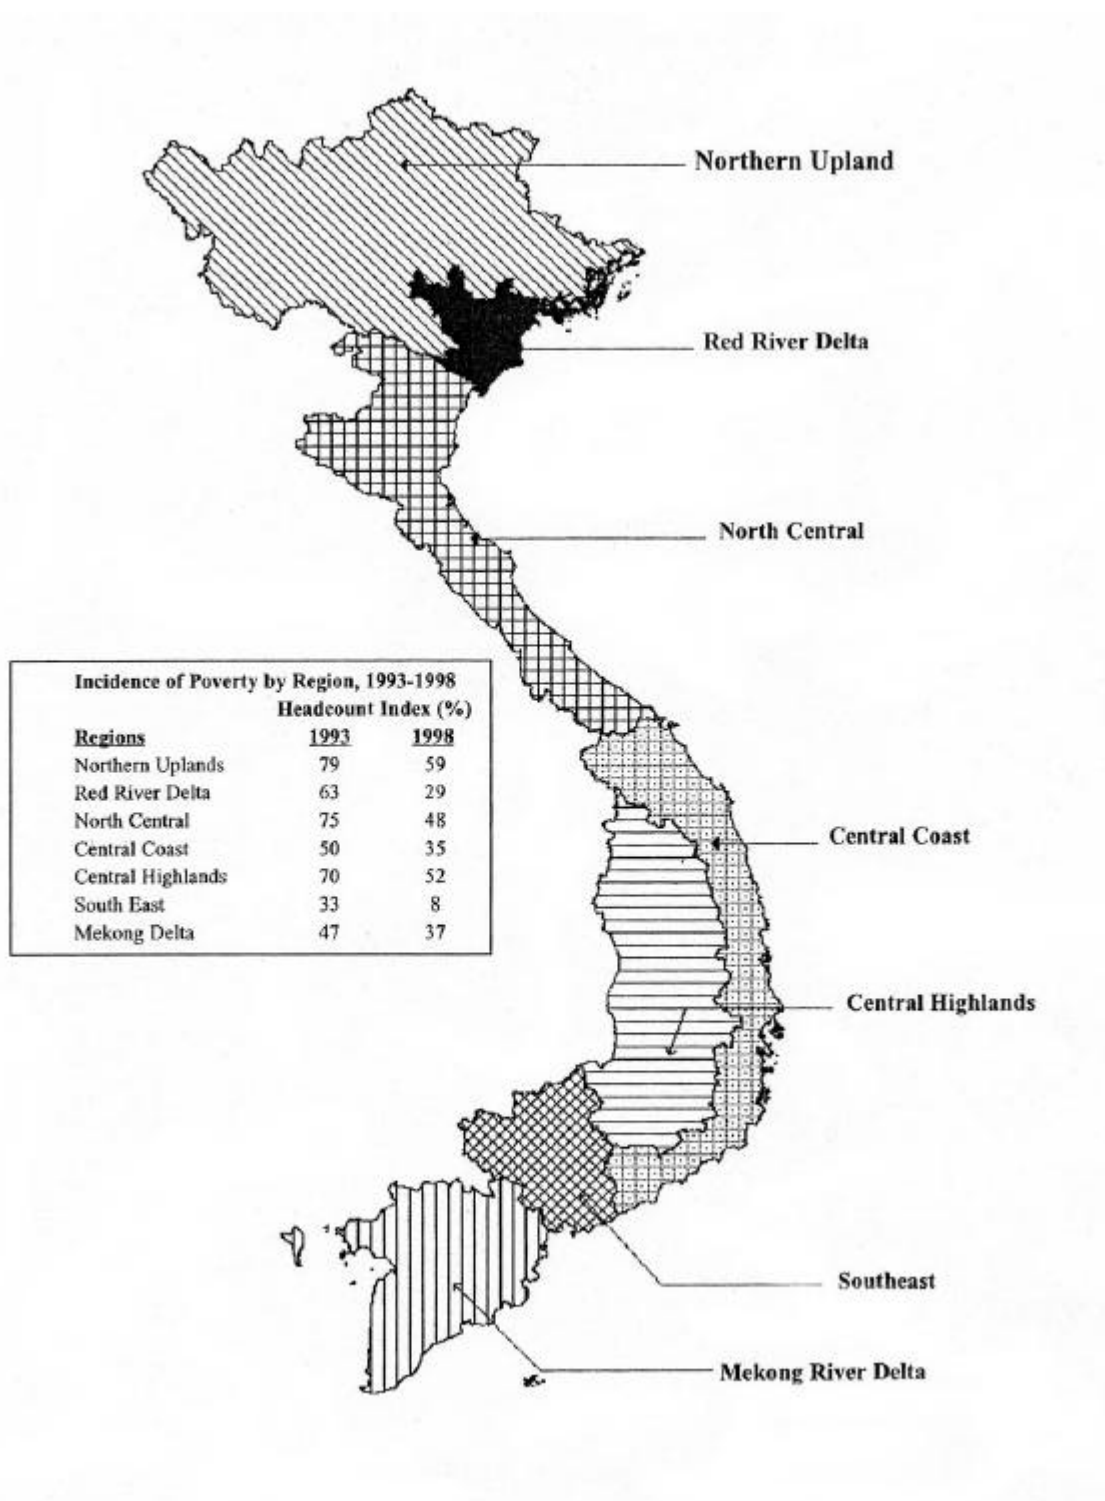 Northern Upland
Red River Delta
North Central
Incidence of Poverty by Region, 1993-1998
Headcount Index (%)
Regions 1993 1998
Northern Uplands 79 59
Red River Delta 63 29
North Central 75 48
Central Coast 50 35
Central Highlands 70 52
South East 33 8
Mekong Delta 47 37
Central Coast
Central Highlands
Southeast
Mekong River Delta